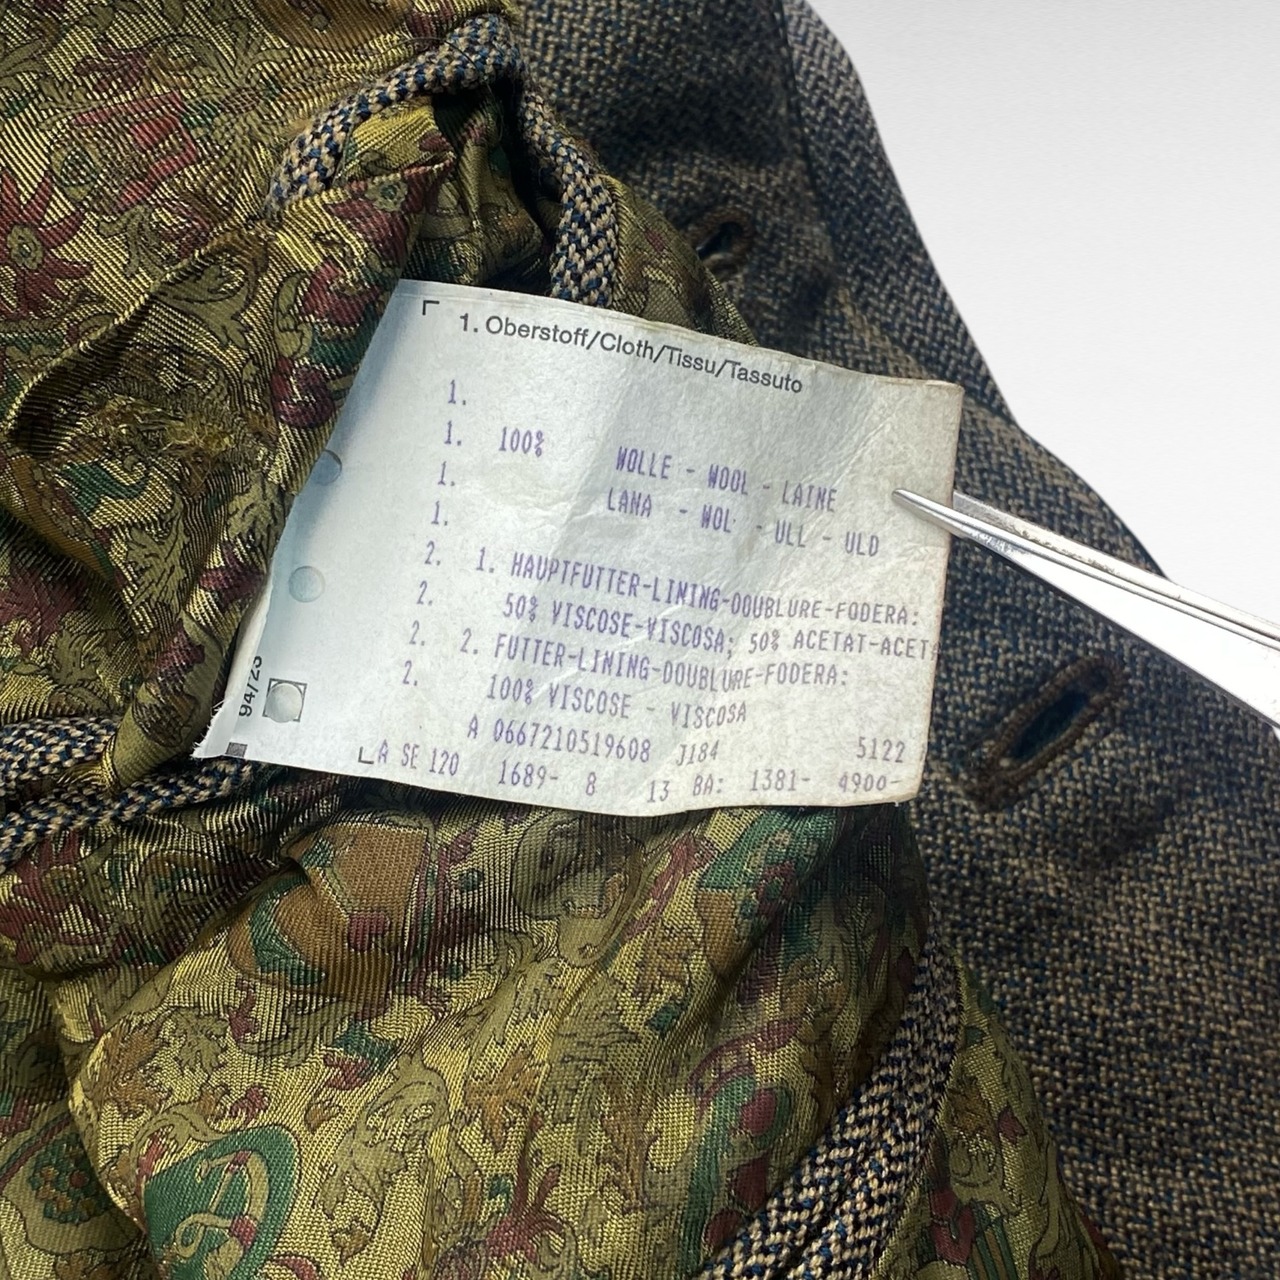 1. Oberstoff/Cloth/Tissu/Tassuto
1.
1. 100% WOLLE - WOOL - LAINE
1. LANA - WOL - ULL - ULD
1.
2. 1. HAUPTFUTTER-LINING-DOUBLURE-FODERA:
2. 50% VISCOSE-VISCOSA; 50% ACETAT-ACET
2. 2. FUTTER-LINING-DOUBLURE-FODERA:
2. 100% VISCOSE - VISCOSA
A 0667210519608 J184 5122
A SE 120 1689- 8 13 BA: 1381- 4900-
94/23